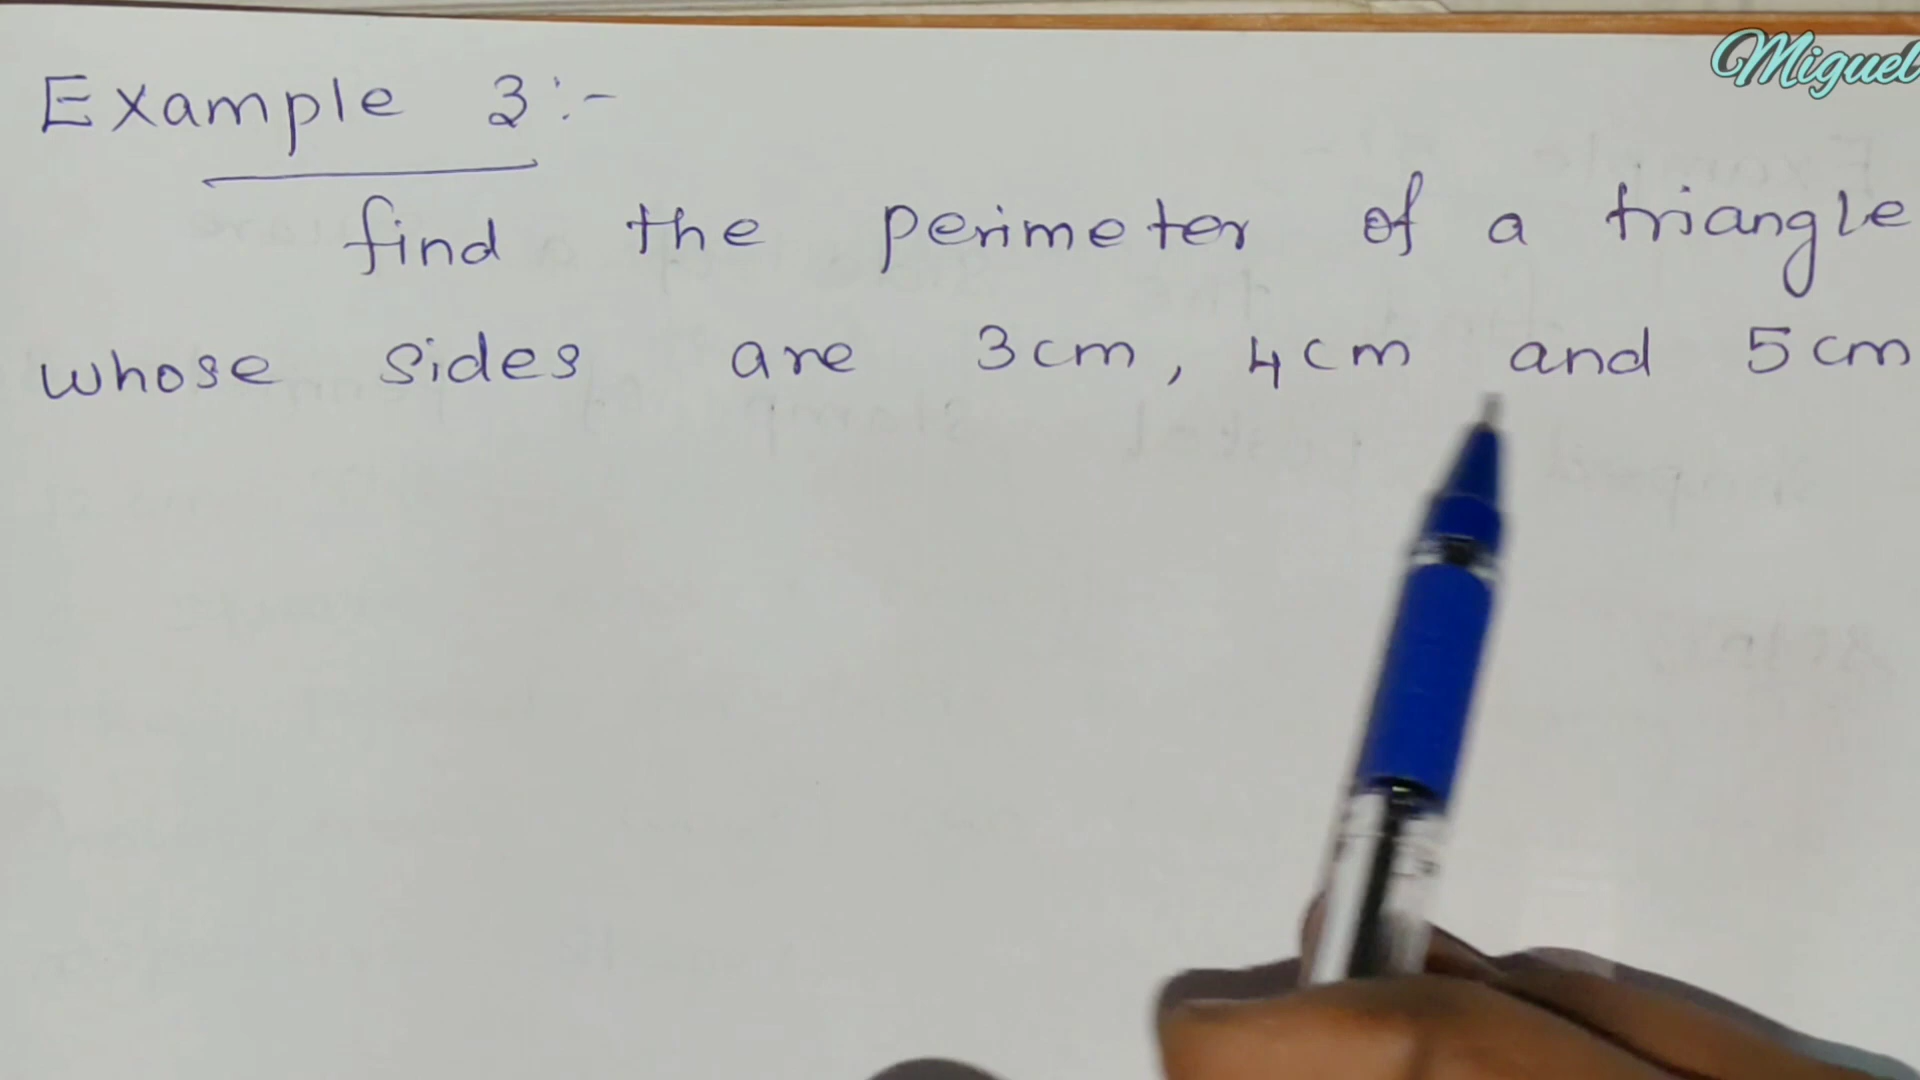 Miguel
Example 3:-
find the perimeter of a triangle
whose sides are 3cm, 4cm and 5cm